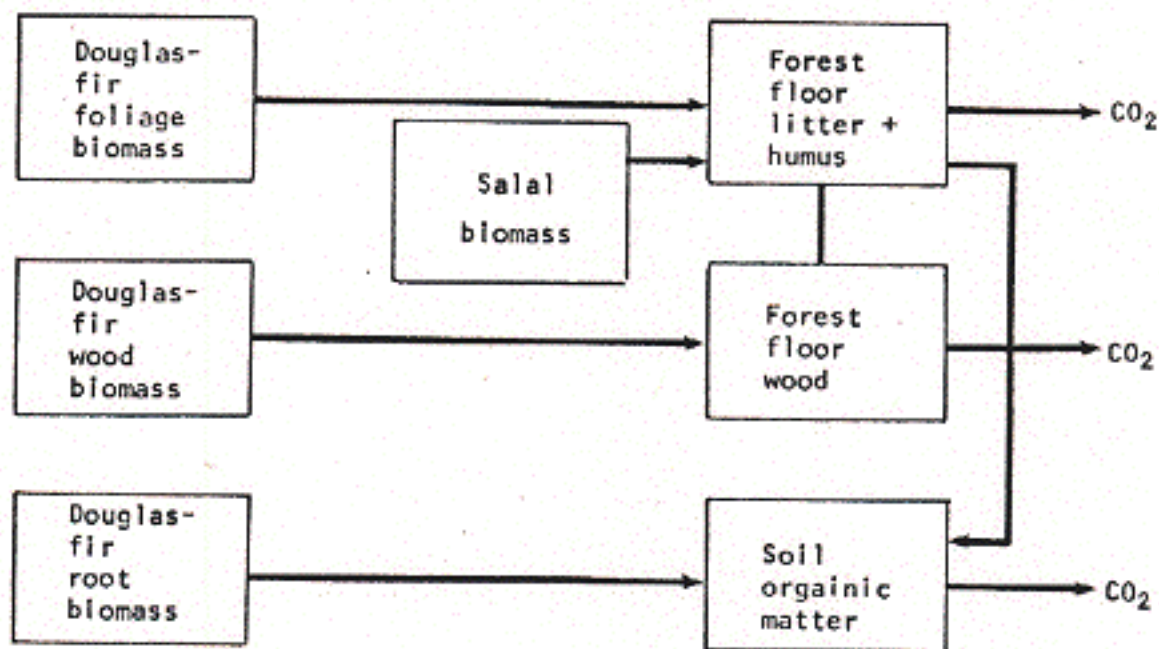 Douglas-
fir
foliage
biomass
Forest
floor
litter +
humus
CO₂
Salal
biomass
Douglas-
fir
wood
biomass
Forest
floor
wood
CO₂
Douglas-
fir
root
biomass
Soil
orgainic
matter
CO₂